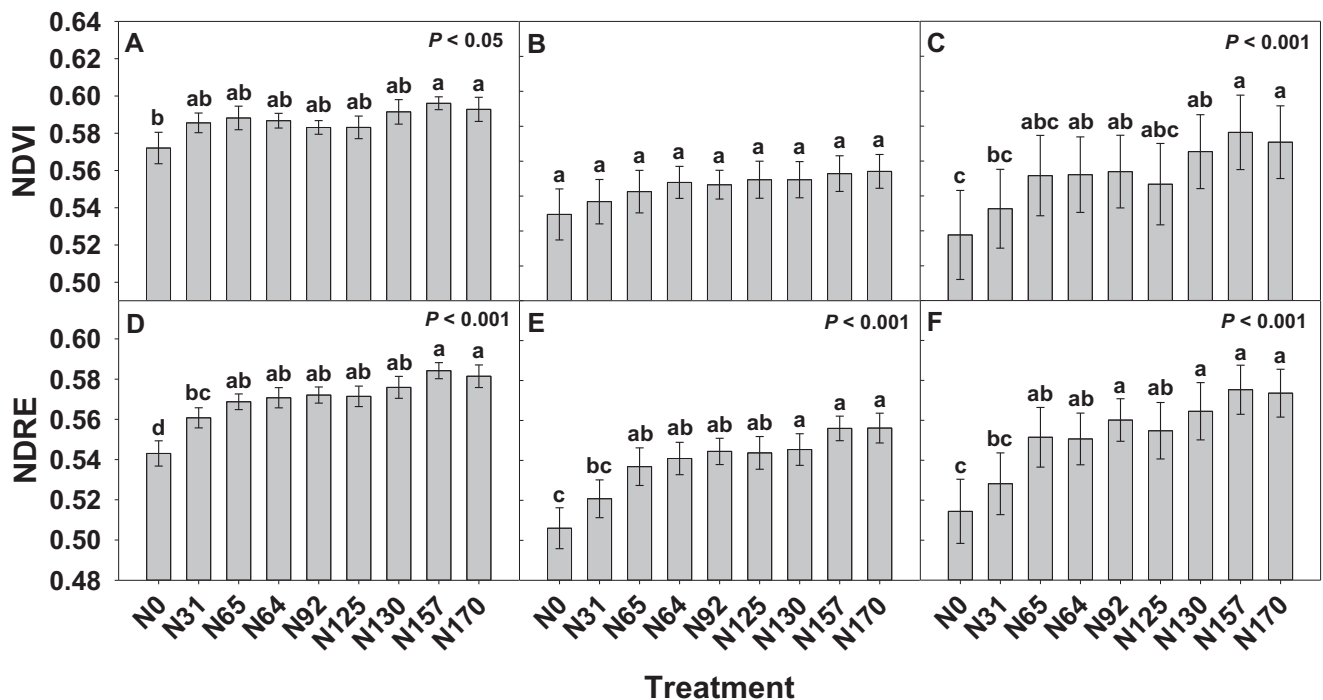 0.64
0.62
0.60
0.58
0.56
0.54
0.52
0.50
NDVI
A
P < 0.05
b ab ab ab ab ab ab a a
B
a a a a a a a a a
C
P < 0.001
c bc abc ab ab abc ab a a
0.60
0.58
0.56
0.54
0.52
0.50
0.48
NDRE
D
P < 0.001
d bc ab ab ab ab ab a a
E
P < 0.001
c bc ab ab ab ab a a a
F
P < 0.001
c bc ab ab a ab a a a
N0 N31 N65 N64 N92 N125 N130 N157 N170
N0 N31 N65 N64 N92 N125 N130 N157 N170
N0 N31 N65 N64 N92 N125 N130 N157 N170
Treatment